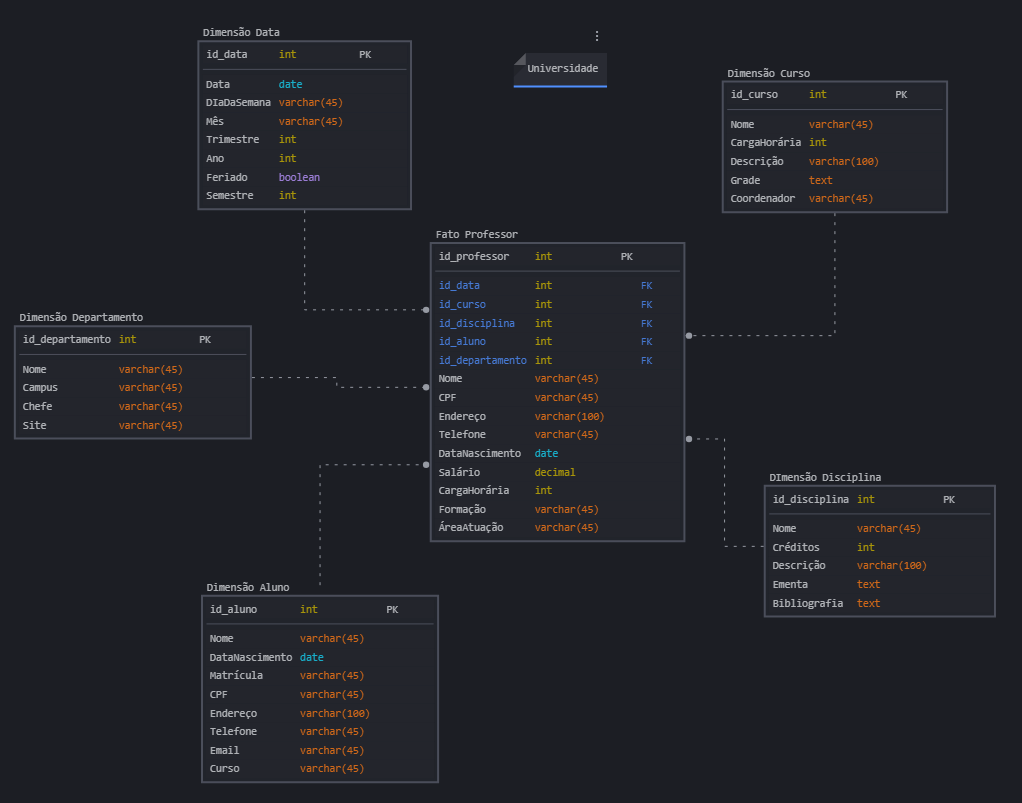 Dimensão Data
id_data int PK
Data date
DIaDaSemana varchar(45)
Mês varchar(45)
Trimestre int
Ano int
Feriado boolean
Semestre int
Universidade
Dimensão Curso
id_curso int PK
Nome varchar(45)
CargaHorária int
Descrição varchar(100)
Grade text
Coordenador varchar(45)
Fato Professor
id_professor int PK
id_data int FK
id_curso int FK
id_disciplina int FK
id_aluno int FK
id_departamento int FK
Nome varchar(45)
CPF varchar(45)
Endereço varchar(100)
Telefone varchar(45)
DataNascimento date
Salário decimal
CargaHorária int
Formação varchar(45)
ÁreaAtuação varchar(45)
Dimensão Departamento
id_departamento int PK
Nome varchar(45)
Campus varchar(45)
Chefe varchar(45)
Site varchar(45)
DImensão Disciplina
id_disciplina int PK
Nome varchar(45)
Créditos int
Descrição varchar(100)
Ementa text
Bibliografia text
Dimensão Aluno
id_aluno int PK
Nome varchar(45)
DataNascimento date
Matrícula varchar(45)
CPF varchar(45)
Endereço varchar(100)
Telefone varchar(45)
Email varchar(45)
Curso varchar(45)